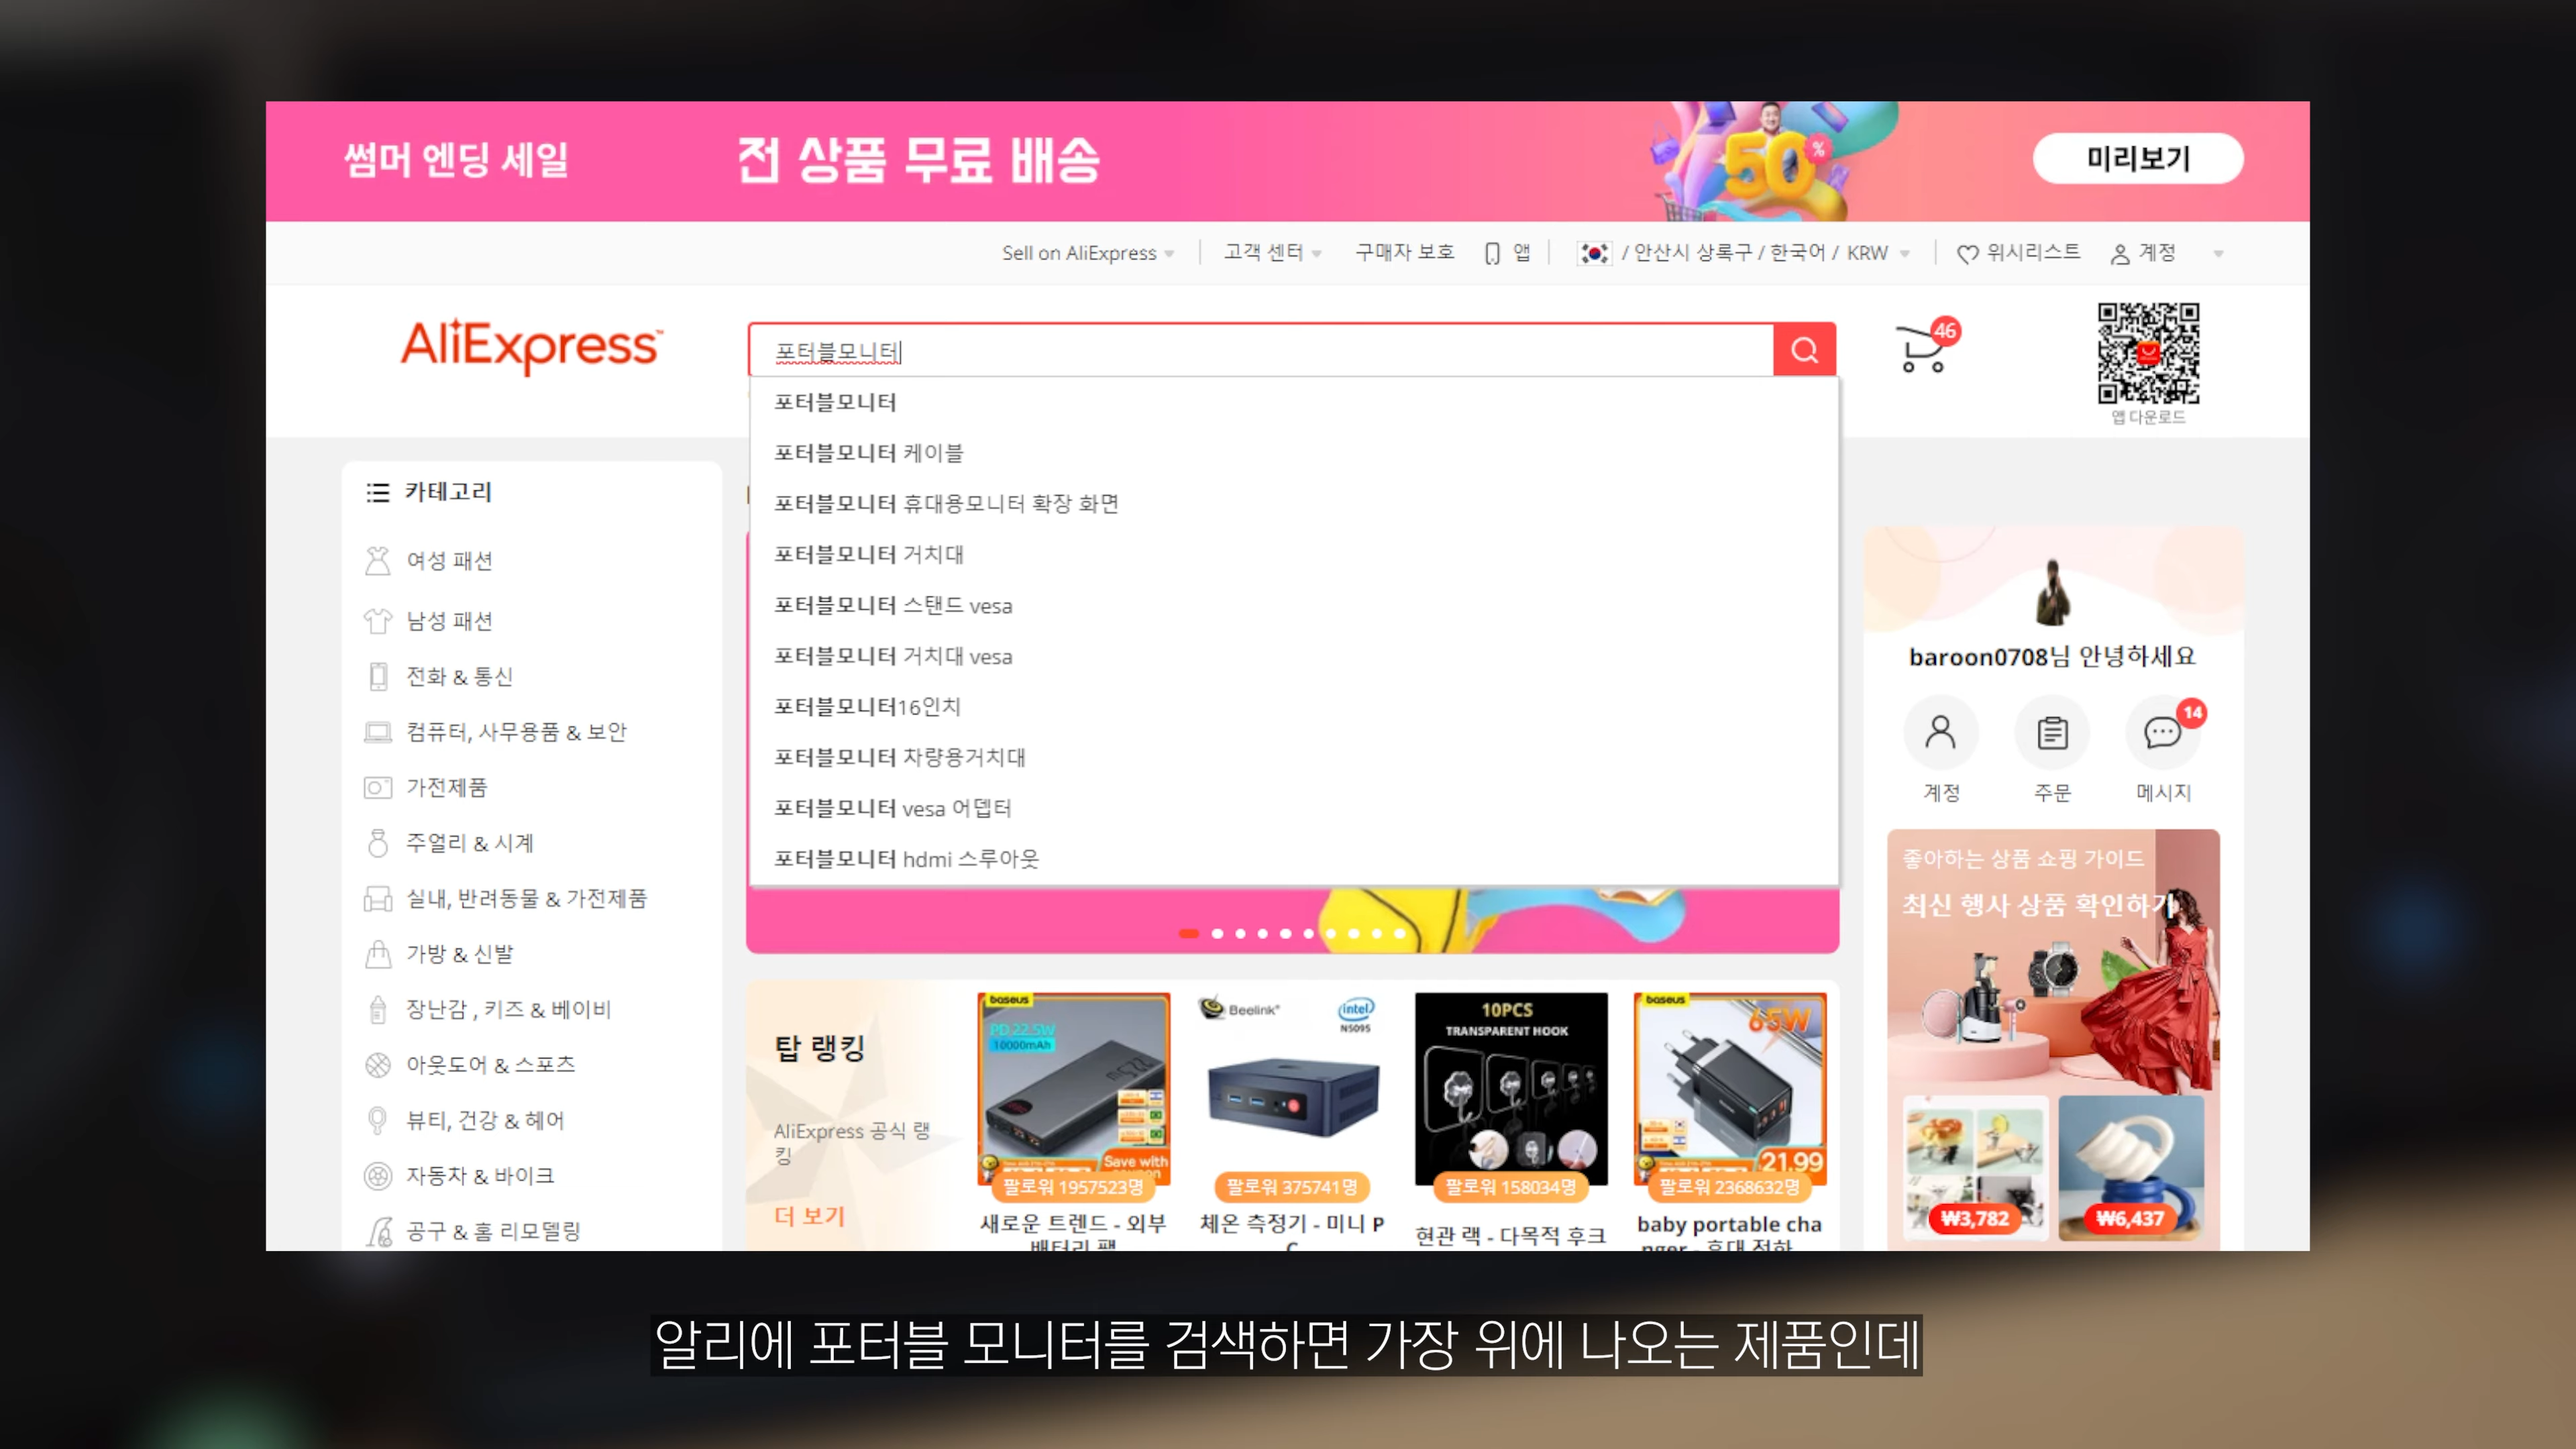 썸머 엔딩 세일
전 상품 무료 배송
50%
미리보기
Sell on AliExpress
고객 센터
구매자 보호
앱
/ 안산시 상록구 / 한국어 / KRW
위시리스트
계정
AliExpress
포터블모니터
46
앱 다운로드
포터블모니터
포터블모니터 케이블
포터블모니터 휴대용모니터 확장 화면
포터블모니터 거치대
포터블모니터 스탠드 vesa
포터블모니터 거치대 vesa
포터블모니터16인치
포터블모니터 차량용거치대
포터블모니터 vesa 어뎁터
포터블모니터 hdmi 스루아웃
카테고리
여성 패션
남성 패션
전화 & 통신
컴퓨터, 사무용품 & 보안
가전제품
주얼리 & 시계
실내, 반려동물 & 가전제품
가방 & 신발
장난감 , 키즈 & 베이비
아웃도어 & 스포츠
뷰티, 건강 & 헤어
자동차 & 바이크
공구 & 홈 리모델링
baroon0708님 안녕하세요
14
계정
주문
메시지
좋아하는 상품 쇼핑 가이드
최신 행사 상품 확인하기
₩3,782
₩6,437
탑 랭킹
AliExpress 공식 랭
킹
더 보기
baseus
PD 22.5W
10000mAh
Save with
팔로워 1957523명
새로운 트렌드 - 외부
배터리 팩
Beelink
intel
N5095
팔로워 375741명
체온 측정기 - 미니 P
C
10PCS
TRANSPARENT HOOK
팔로워 158034명
현관 랙 - 다목적 후크
baseus
65W
21.99
팔로워 2368632명
baby portable cha
nger - 휴대 전화
알리에 포터블 모니터를 검색하면 가장 위에 나오는 제품인데